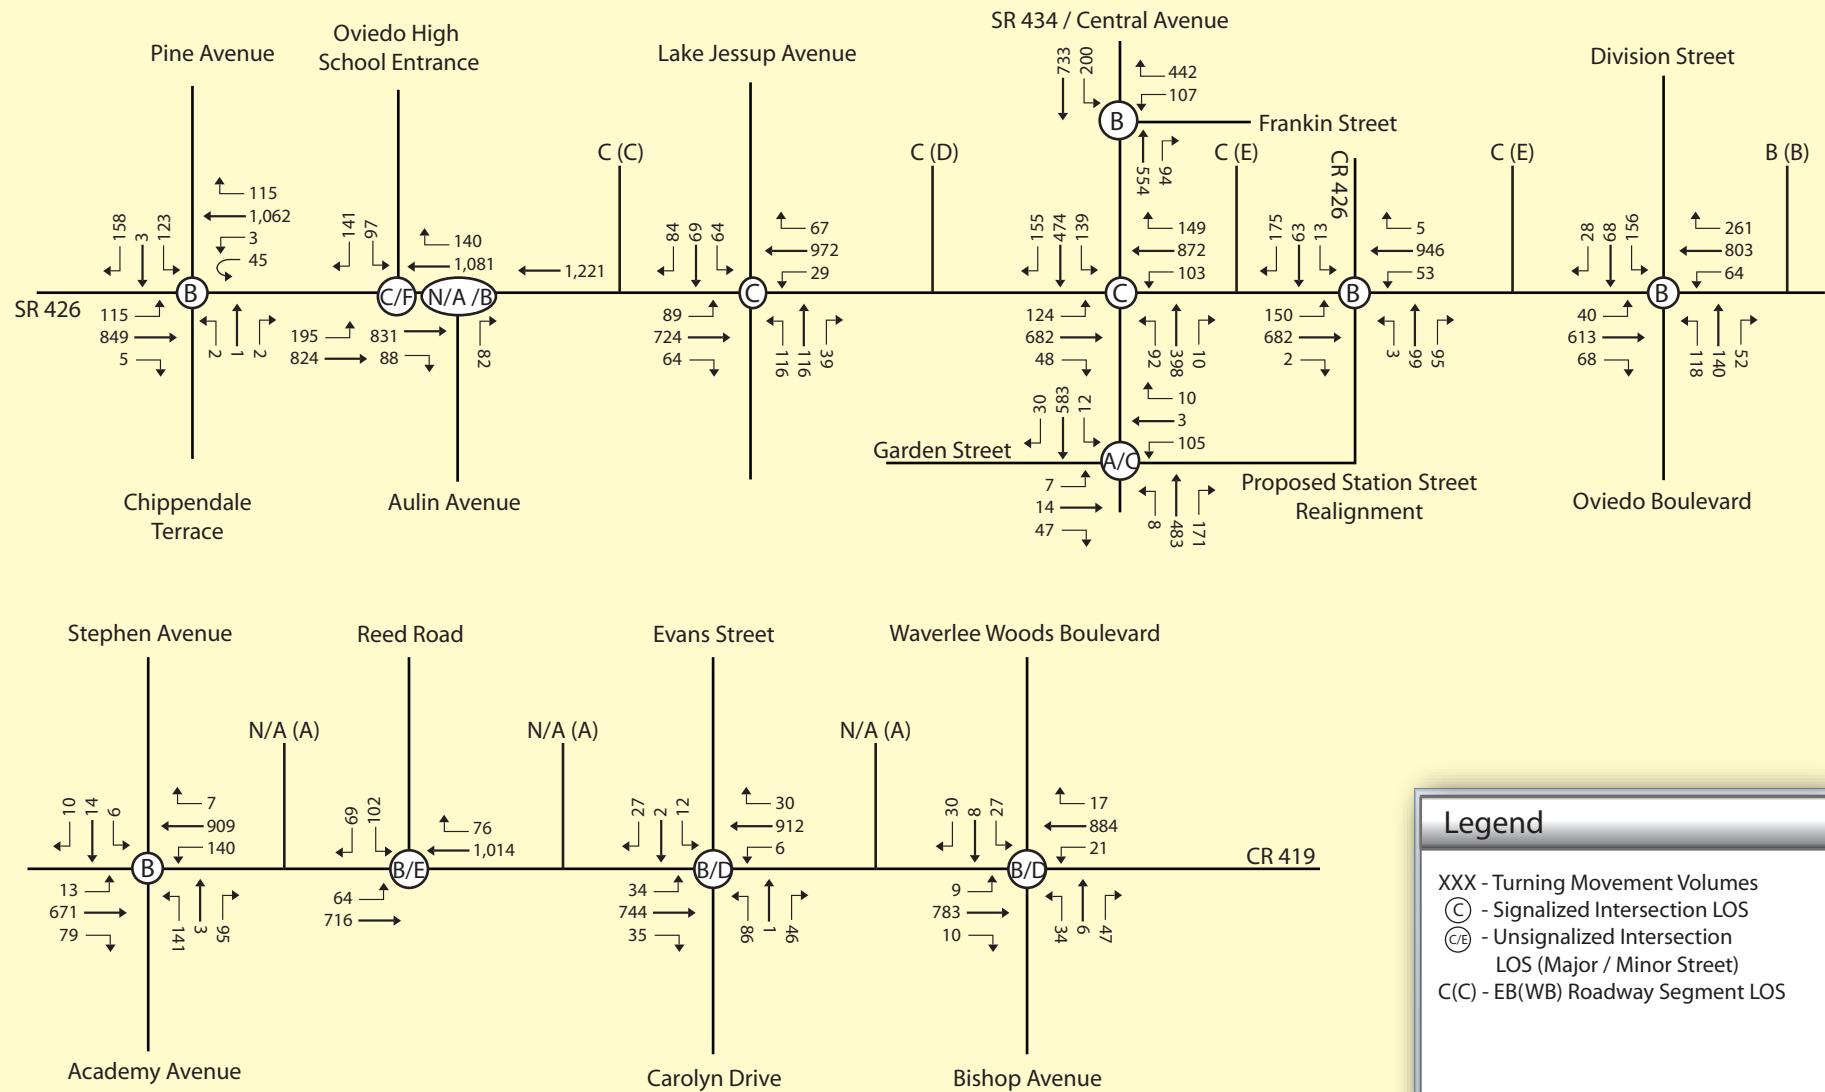 SR 434 / Central Avenue
Oviedo High
School Entrance
Pine Avenue
Lake Jessup Avenue
Division Street
733
200
442
107
B
Frankin Street
554
94
C (C)
C (D)
C (E)
CR 426
C (E)
B (B)
158
3
123
115
1,062
3
45
141
97
140
1,081
1,221
84
69
64
67
972
29
155
474
139
149
872
103
175
63
13
5
946
53
28
68
156
261
803
64
SR 426
B
C/F
N/A /B
C
C
B
B
115
849
5
2
1
2
195
824
831
88
82
89
724
64
116
116
39
124
682
48
92
398
10
150
682
2
3
99
95
40
613
68
118
140
52
30
583
12
10
3
105
Garden Street
A/C
7
14
47
8
483
171
Proposed Station Street
Realignment
Chippendale
Terrace
Aulin Avenue
Oviedo Boulevard
Stephen Avenue
Reed Road
Evans Street
Waverlee Woods Boulevard
N/A (A)
N/A (A)
N/A (A)
10
14
6
7
909
140
69
102
76
1,014
27
2
12
30
912
6
30
8
27
17
884
21
B
B/E
B/D
B/D
CR 419
13
671
79
141
3
95
64
716
34
744
35
86
1
46
9
783
10
34
6
47
Academy Avenue
Carolyn Drive
Bishop Avenue
Legend
XXX - Turning Movement Volumes
C - Signalized Intersection LOS
C/E - Unsignalized Intersection
LOS (Major / Minor Street)
C(C) - EB(WB) Roadway Segment LOS